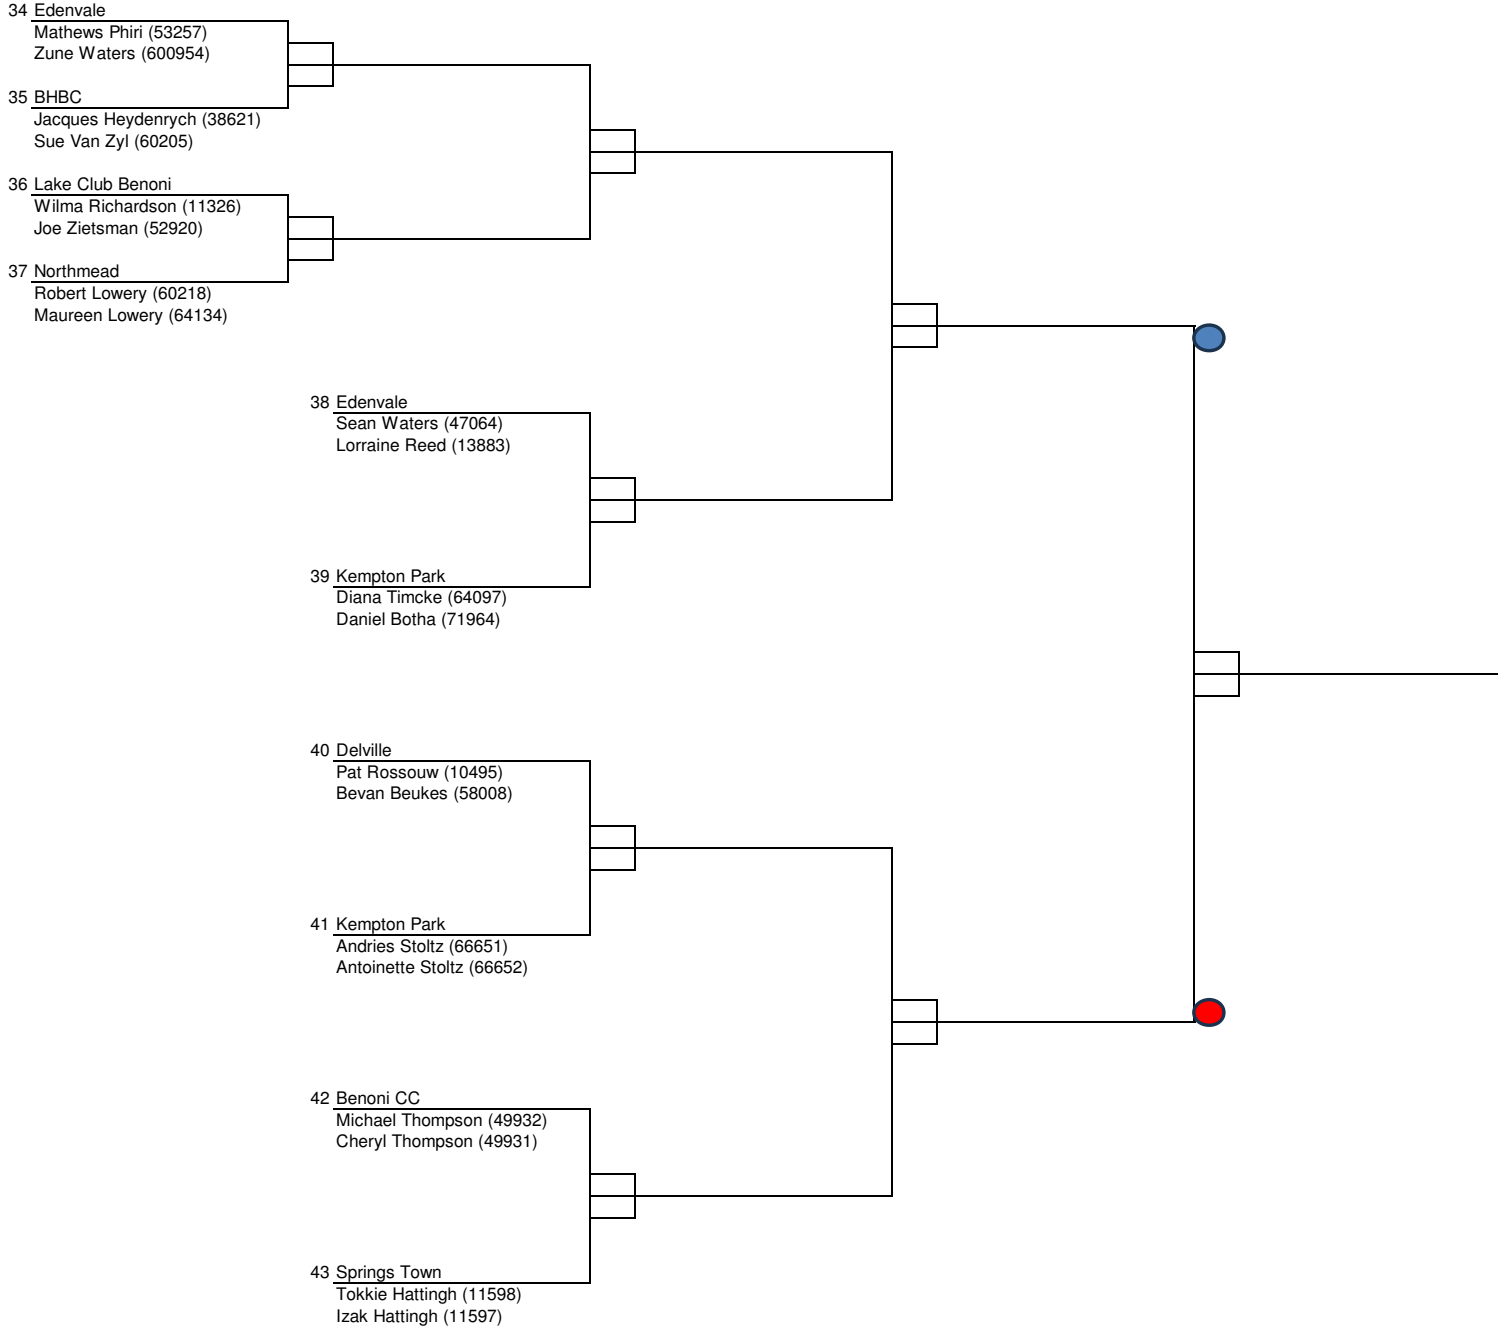 34 Edenvale
Mathews Phiri (53257)
Zune Waters (600954)
35 BHBC
Jacques Heydenrych (38621)
Sue Van Zyl (60205)
36 Lake Club Benoni
Wilma Richardson (11326)
Joe Zietsman (52920)
37 Northmead
Robert Lowery (60218)
Maureen Lowery (64134)
38 Edenvale
Sean Waters (47064)
Lorraine Reed (13883)
39 Kempton Park
Diana Timcke (64097)
Daniel Botha (71964)
40 Delville
Pat Rossouw (10495)
Bevan Beukes (58008)
41 Kempton Park
Andries Stoltz (66651)
Antoinette Stoltz (66652)
42 Benoni CC
Michael Thompson (49932)
Cheryl Thompson (49931)
43 Springs Town
Tokkie Hattingh (11598)
Izak Hattingh (11597)